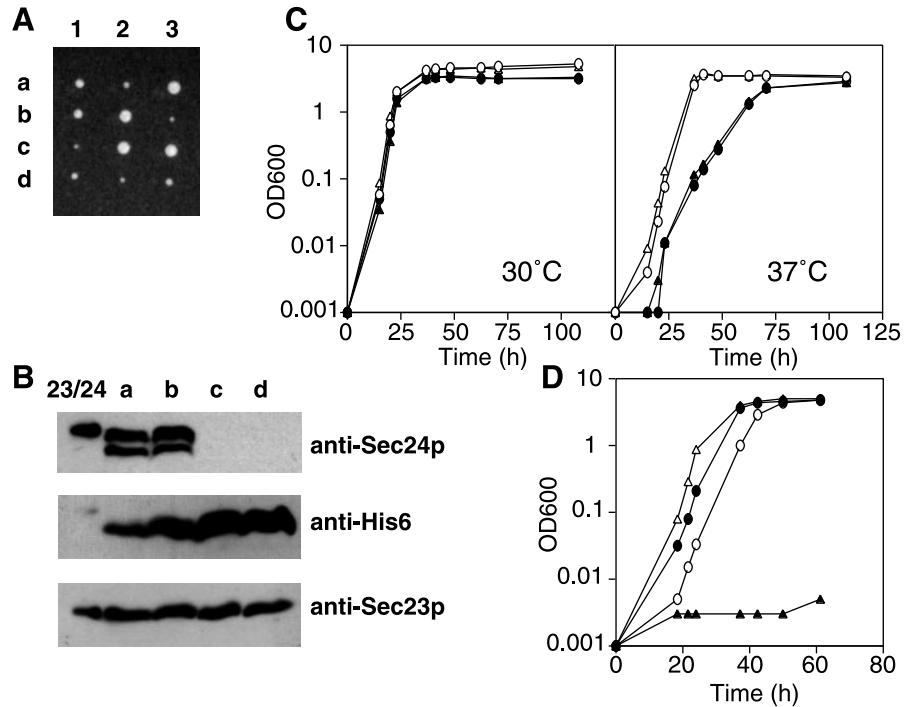 A
1 2 3
a
b
c
d
B
23/24 a b c d
anti-Sec24p
anti-His6
anti-Sec23p
C
OD600
10
1
0.1
0.01
0.001
30°C
37°C
0 25 50 75 100
0 25 50 75 100 125
Time (h)
Time (h)
D
OD600
10
1
0.1
0.01
0.001
0 20 40 60 80
Time (h)